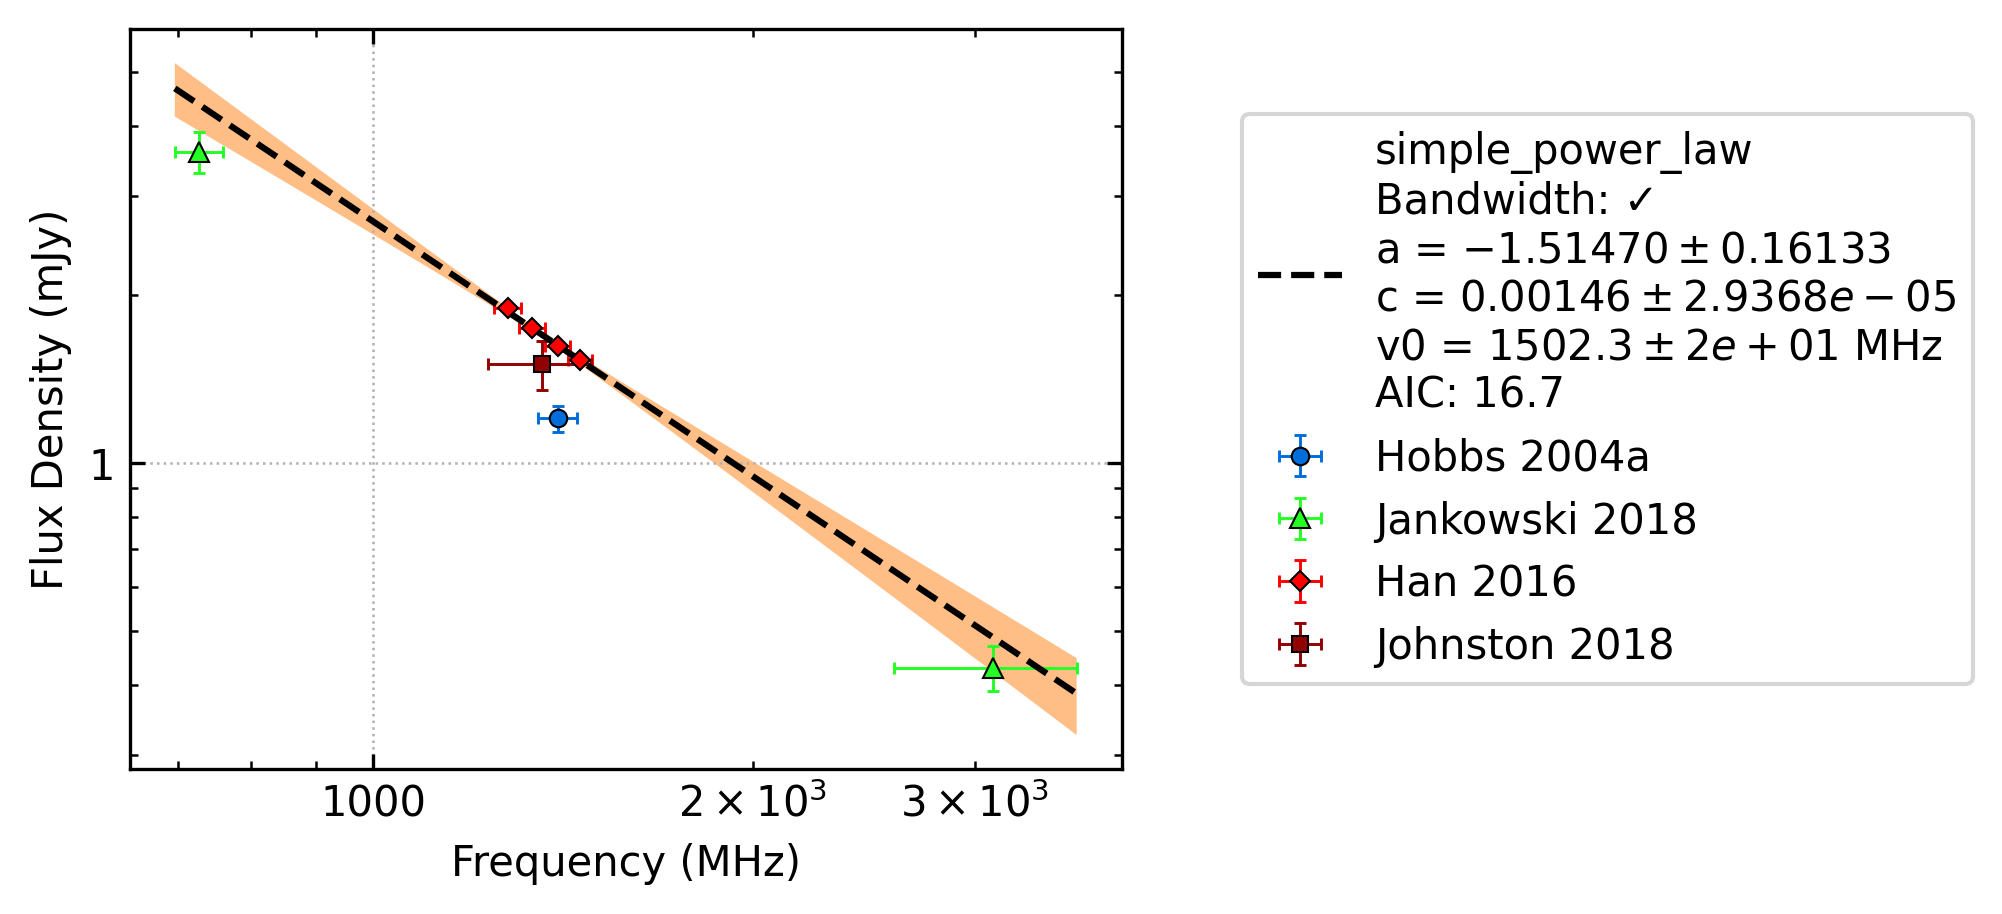 Flux Density (mJy)
1
1000
2 × 10³
3 × 10³
Frequency (MHz)
simple_power_law
Bandwidth: ✓
a = −1.51470 ± 0.16133
c = 0.00146 ± 2.9368e − 05
v0 = 1502.3 ± 2e + 01 MHz
AIC: 16.7
Hobbs 2004a
Jankowski 2018
Han 2016
Johnston 2018